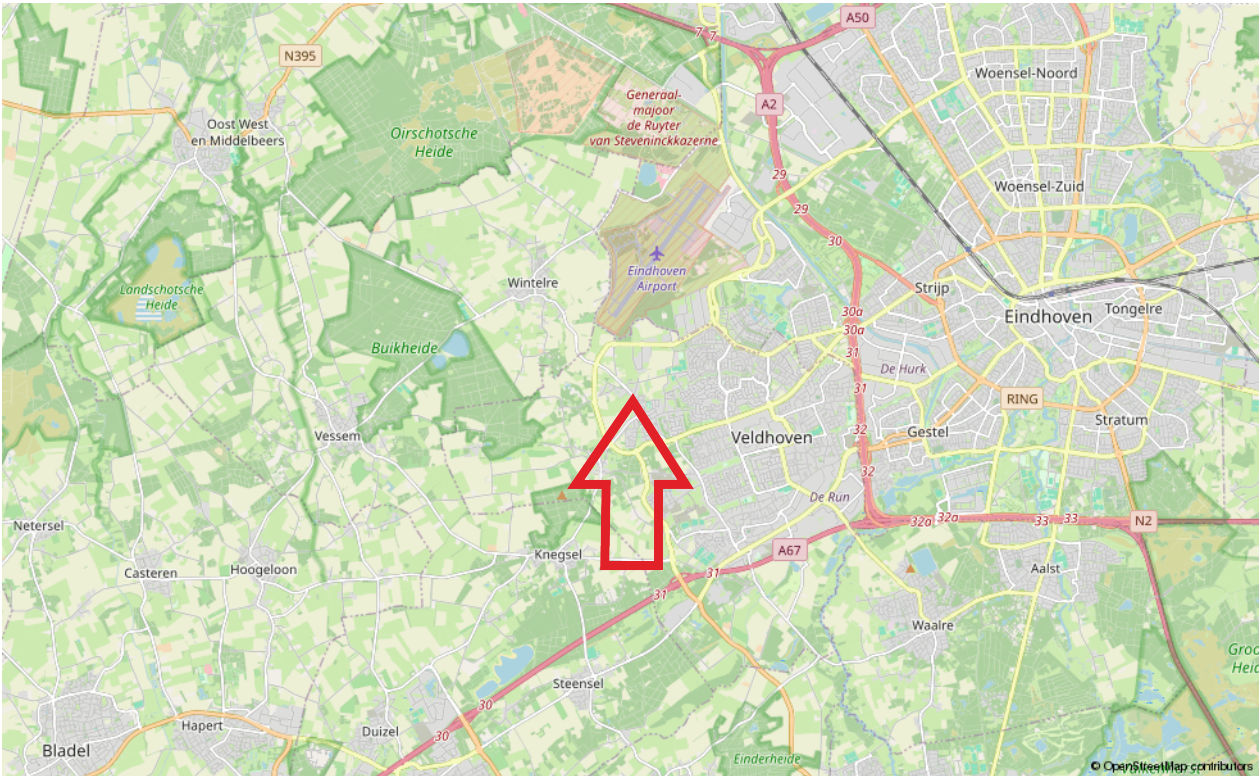 7 7
A50
N395
Woensel-Noord
Generaal-
majoor
de Ruyter
van Steveninckkazerne
A2
Oost West
en Middelbeers
Oirschotsche
Heide
29
Woensel-Zuid
29
30
Eindhoven
Airport
Wintelre
Landschotsche
Heide
Strijp
30a
Eindhoven
Tongelre
30a
Buikheide
31
De Hurk
31
RING
Stratum
32
Gestel
Vessem
Veldhoven
32
De Run
Netersel
32a
32a
33
33
N2
Knegsel
A67
Casteren
Hoogeloon
31
Aalst
31
Waalre
Groo
Heid
Steensel
30
Hapert
Duizel
30
Bladel
Einderheide
© OpenStreetMap contributors